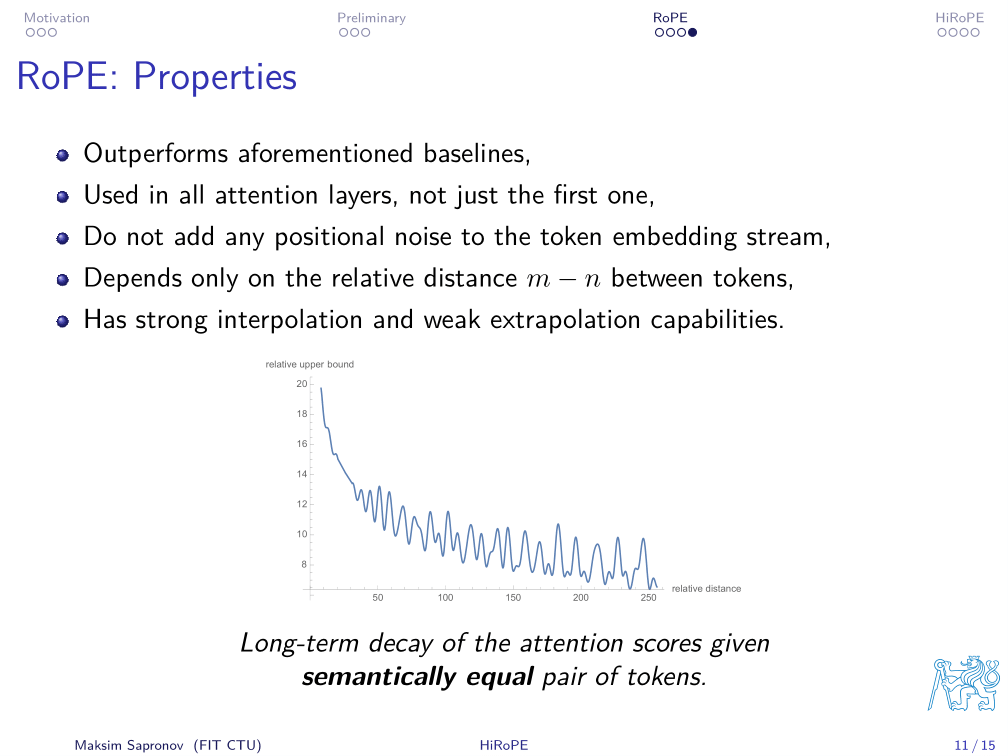 Motivation Preliminary RoPE HiRoPE
RoPE: Properties
Outperforms aforementioned baselines,
Used in all attention layers, not just the first one,
Do not add any positional noise to the token embedding stream,
Depends only on the relative distance m − n between tokens,
Has strong interpolation and weak extrapolation capabilities.
relative upper bound
20
18
16
14
12
10
8
50 100 150 200 250
relative distance
Long-term decay of the attention scores given
semantically equal pair of tokens.
Maksim Sapronov (FIT CTU) HiRoPE 11 / 15